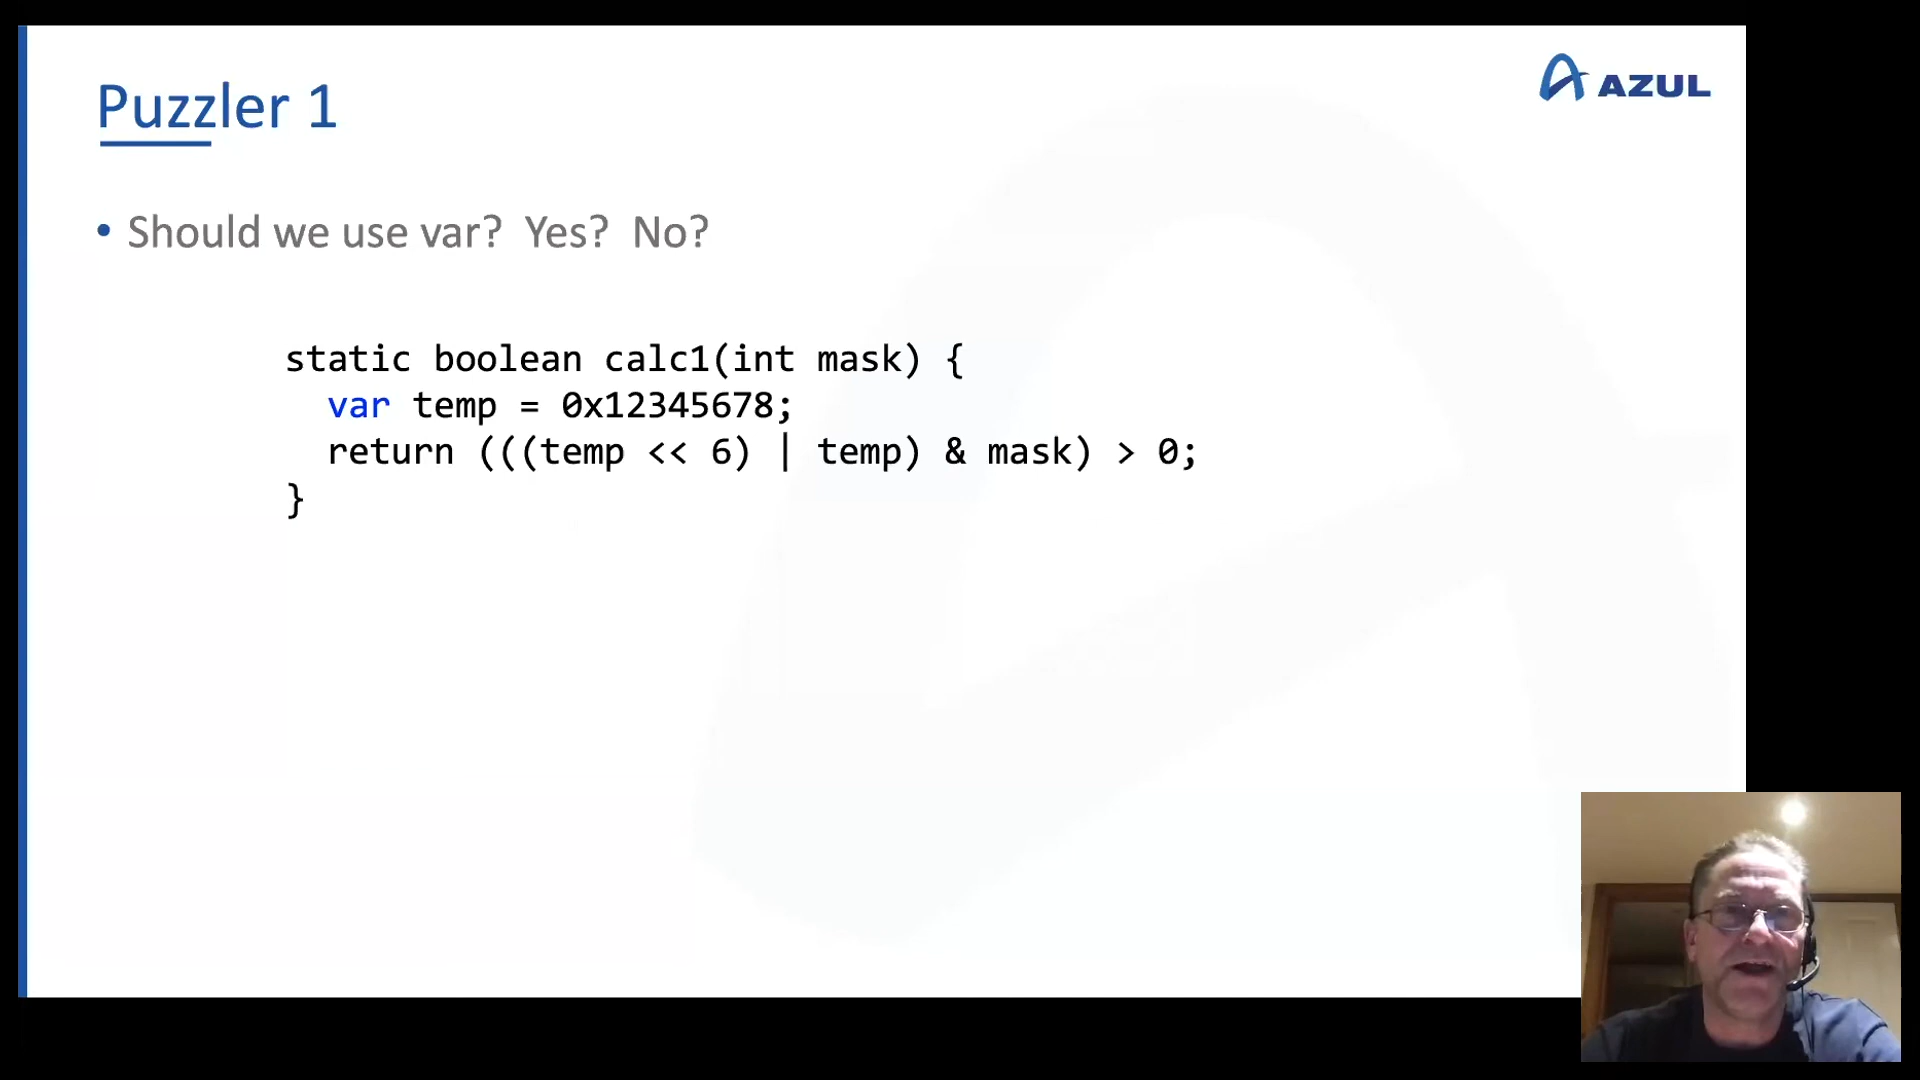 AZUL
Puzzler 1
• Should we use var?  Yes?  No?
static boolean calc1(int mask) {
  var temp = 0x12345678;
  return (((temp << 6) | temp) & mask) > 0;
}